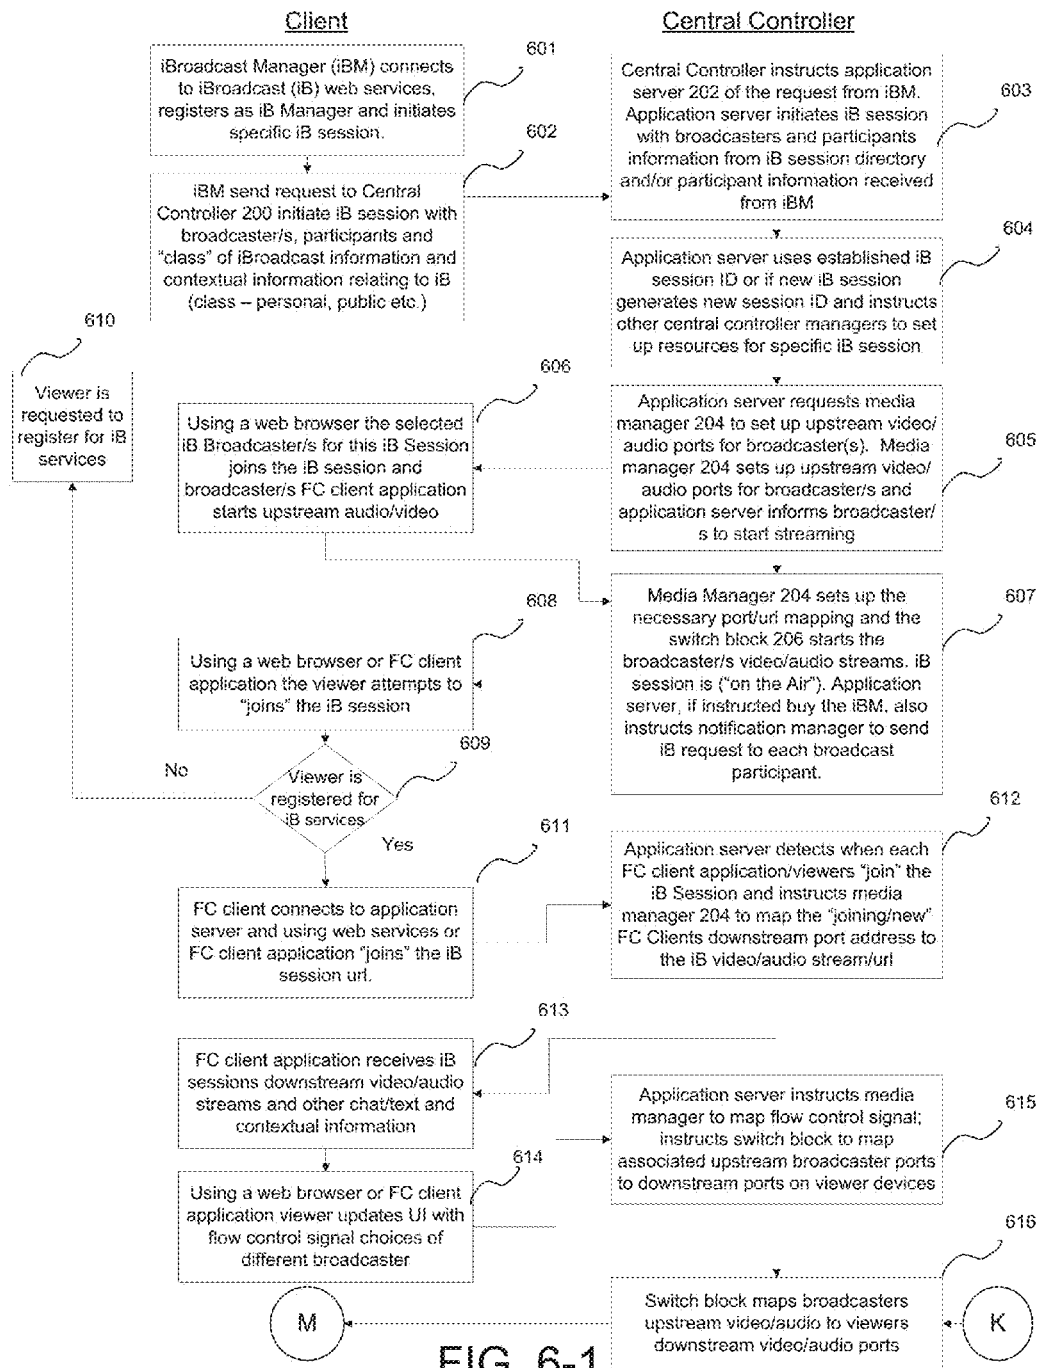 Client
Central Controller
601
iBroadcast Manager (iBM) connects
to iBroadcast (iB) web services,
registers as iB Manager and initiates
specific iB session.
603
Central Controller instructs application
server 202 of the request from iBM.
Application server initiates iB session
with broadcasters and participants
information from iB session directory
and/or participant information received
from iBM
602
iBM send request to Central
Controller 200 initiate iB session with
broadcaster/s, participants and
“class” of iBroadcast information and
contextual information relating to iB
(class – personal, public etc.)
604
Application server uses established iB
session ID or if new iB session
generates new session ID and instructs
other central controller managers to set
up resources for specific iB session
610
Viewer is
requested to
register for iB
services
606
Using a web browser the selected
iB Broadcaster/s for this iB Session
joins the iB session and
broadcaster/s FC client application
starts upstream audio/video
605
Application server requests media
manager 204 to set up upstream video/
audio ports for broadcaster(s). Media
manager 204 sets up upstream video/
audio ports for broadcaster/s and
application server informs broadcaster/
s to start streaming
607
Media Manager 204 sets up the
necessary port/url mapping and the
switch block 206 starts the
broadcaster/s video/audio streams. iB
session is (“on the Air”). Application
server, if instructed buy the iBM, also
instructs notification manager to send
iB request to each broadcast
participant.
608
Using a web browser or FC client
application the viewer attempts to
“joins” the iB session
609
No
Viewer is
registered for
iB services
Yes
611
FC client connects to application
server and using web services or
FC client application “joins” the iB
session url.
612
Application server detects when each
FC client application/viewers “join” the
iB Session and instructs media
manager 204 to map the “joining/new”
FC Clients downstream port address to
the iB video/audio stream/url
613
FC client application receives iB
sessions downstream video/audio
streams and other chat/text and
contextual information
615
Application server instructs media
manager to map flow control signal;
instructs switch block to map
associated upstream broadcaster ports
to downstream ports on viewer devices
614
Using a web browser or FC client
application viewer updates UI with
flow control signal choices of
different broadcaster
616
Switch block maps broadcasters
upstream video/audio to viewers
downstream video/audio ports
M
K
FIG. 6-1